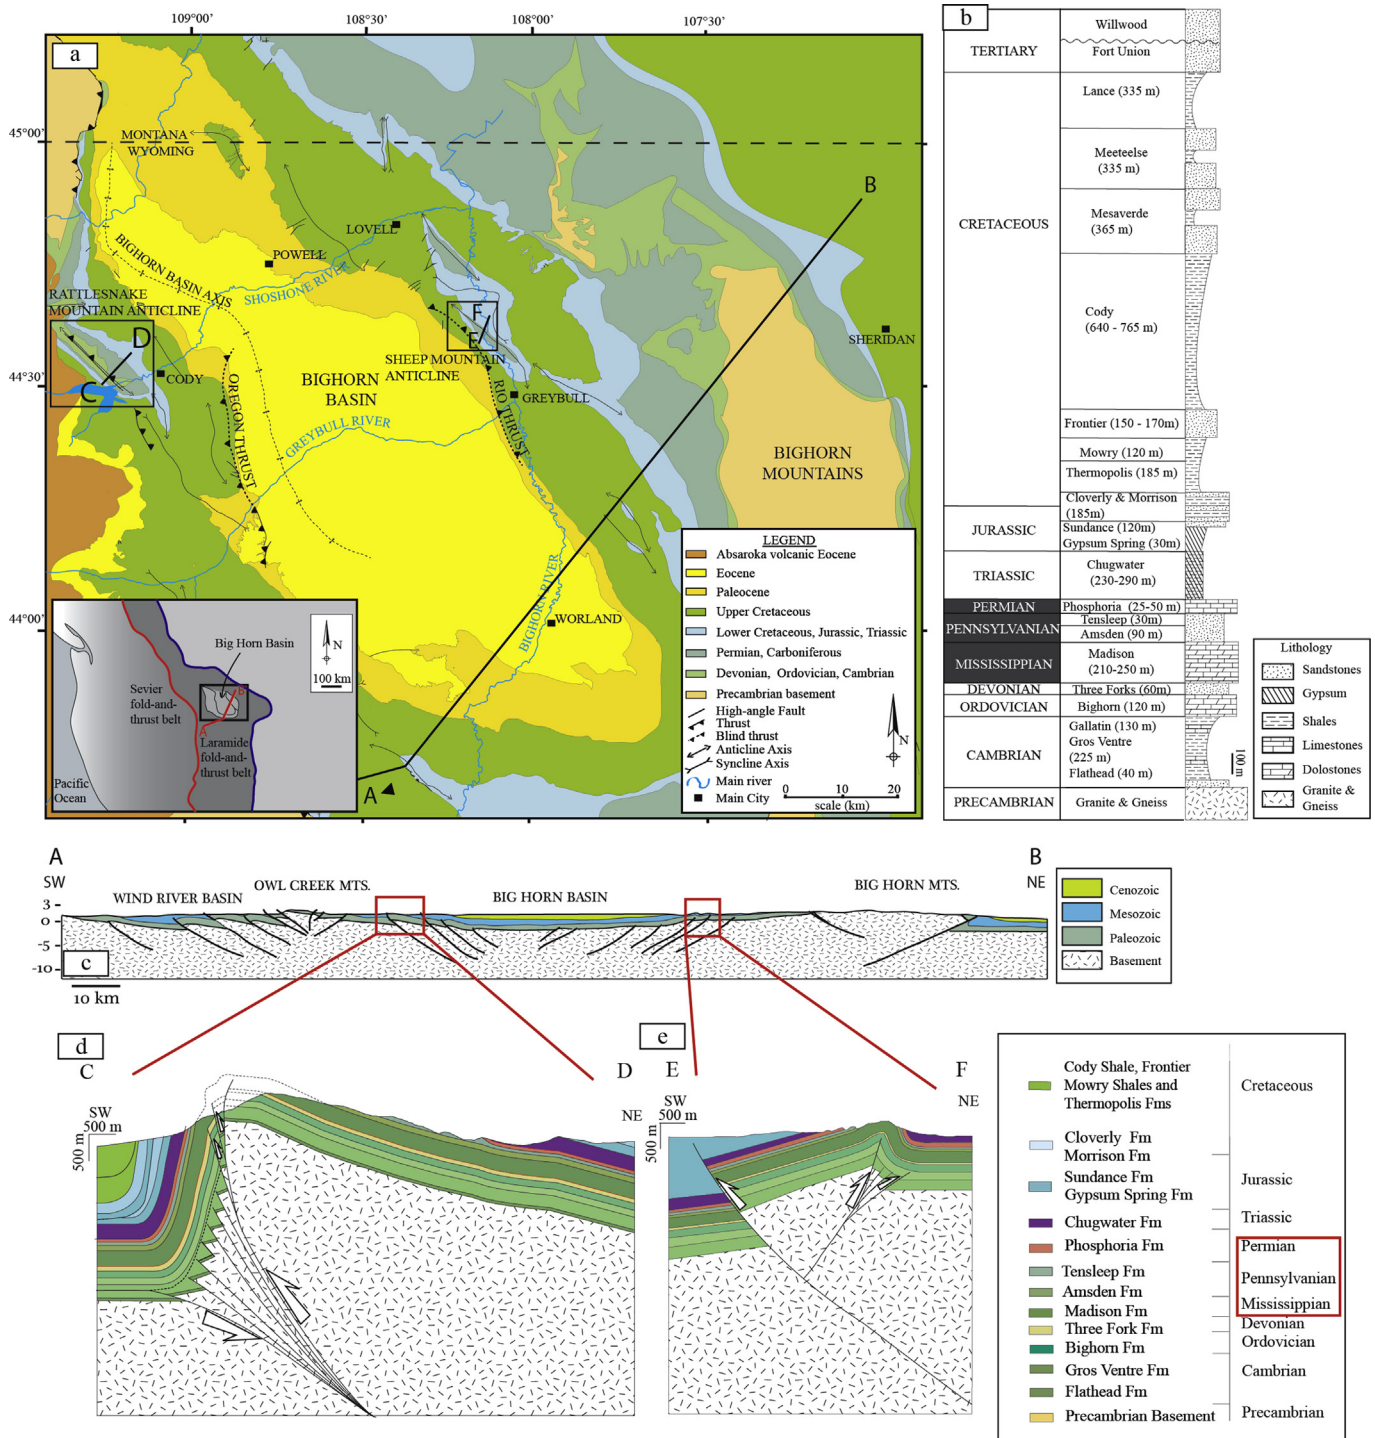 109°00’
108°30’
108°00’
107°30’
a
45°00’
44°30’
44°00’
MONTANA
WYOMING
LOVELL
POWELL
BIGHORN BASIN AXIS
SHOSHONE RIVER
RATTLESNAKE
MOUNTAIN ANTICLINE
D
C
CODY
OREGON THRUST
BIGHORN
BASIN
GREYBULL RIVER
F
E
SHEEP MOUNTAIN
ANTICLINE
RIO THRUST
GREYBULL
B
SHERIDAN
BIGHORN
MOUNTAINS
BIGHORN RIVER
WORLAND
A
Big Horn Basin
Sevier
fold-and-
thrust belt
B
A
Laramide
fold-and-
thrust belt
Pacific
Ocean
N
100 km
LEGEND
Absaroka volcanic Eocene
Eocene
Paleocene
Upper Cretaceous
Lower Cretaceous, Jurassic, Triassic
Permian, Carboniferous
Devonian, Ordovician, Cambrian
Precambrian basement
High-angle Fault
Thrust
Blind thrust
Anticline Axis
Syncline Axis
Main river
Main City
N
0 20
scale (km)
b
TERTIARY
Willwood
Fort Union
CRETACEOUS
Lance (335 m)
Meeteelse
(335 m)
Mesaverde
(365 m)
Cody
(640 - 765 m)
Frontier (150 - 170m)
Mowry (120 m)
Thermopolis (185 m)
Cloverly & Morrison
(185m)
JURASSIC
Sundance (120m)
Gypsum Spring (30m)
TRIASSIC
Chugwater
(230-290 m)
PERMIAN
Phosphoria (25-50 m)
PENNSYLVANIAN
Tensleep (30m)
Amsden (90 m)
MISSISSIPPIAN
Madison
(210-250 m)
DEVONIAN
Three Forks (60m)
ORDOVICIAN
Bighorn (120 m)
CAMBRIAN
Gallatin (130 m)
Gros Ventre
(225 m)
Flathead (40 m)
PRECAMBRIAN
Granite & Gneiss
100 m
Lithology
Sandstones
Gypsum
Shales
Limestones
Dolostones
Granite &
Gneiss
A
SW
B
NE
WIND RIVER BASIN
OWL CREEK MTS.
BIG HORN BASIN
BIG HORN MTS.
3
0
-5
-10
c
10 km
Cenozoic
Mesozoic
Paleozoic
Basement
d
C
D
SW
NE
500 m
500 m
e
E
F
SW
NE
500 m
500 m
Cody Shale, Frontier
Mowry Shales and
Thermopolis Fms
Cretaceous
Cloverly Fm
Morrison Fm
Sundance Fm
Gypsum Spring Fm
Jurassic
Chugwater Fm
Triassic
Phosphoria Fm
Permian
Tensleep Fm
Pennsylvanian
Amsden Fm
Madison Fm
Mississippian
Three Fork Fm
Devonian
Bighorn Fm
Ordovician
Gros Ventre Fm
Cambrian
Flathead Fm
Precambrian Basement
Precambrian